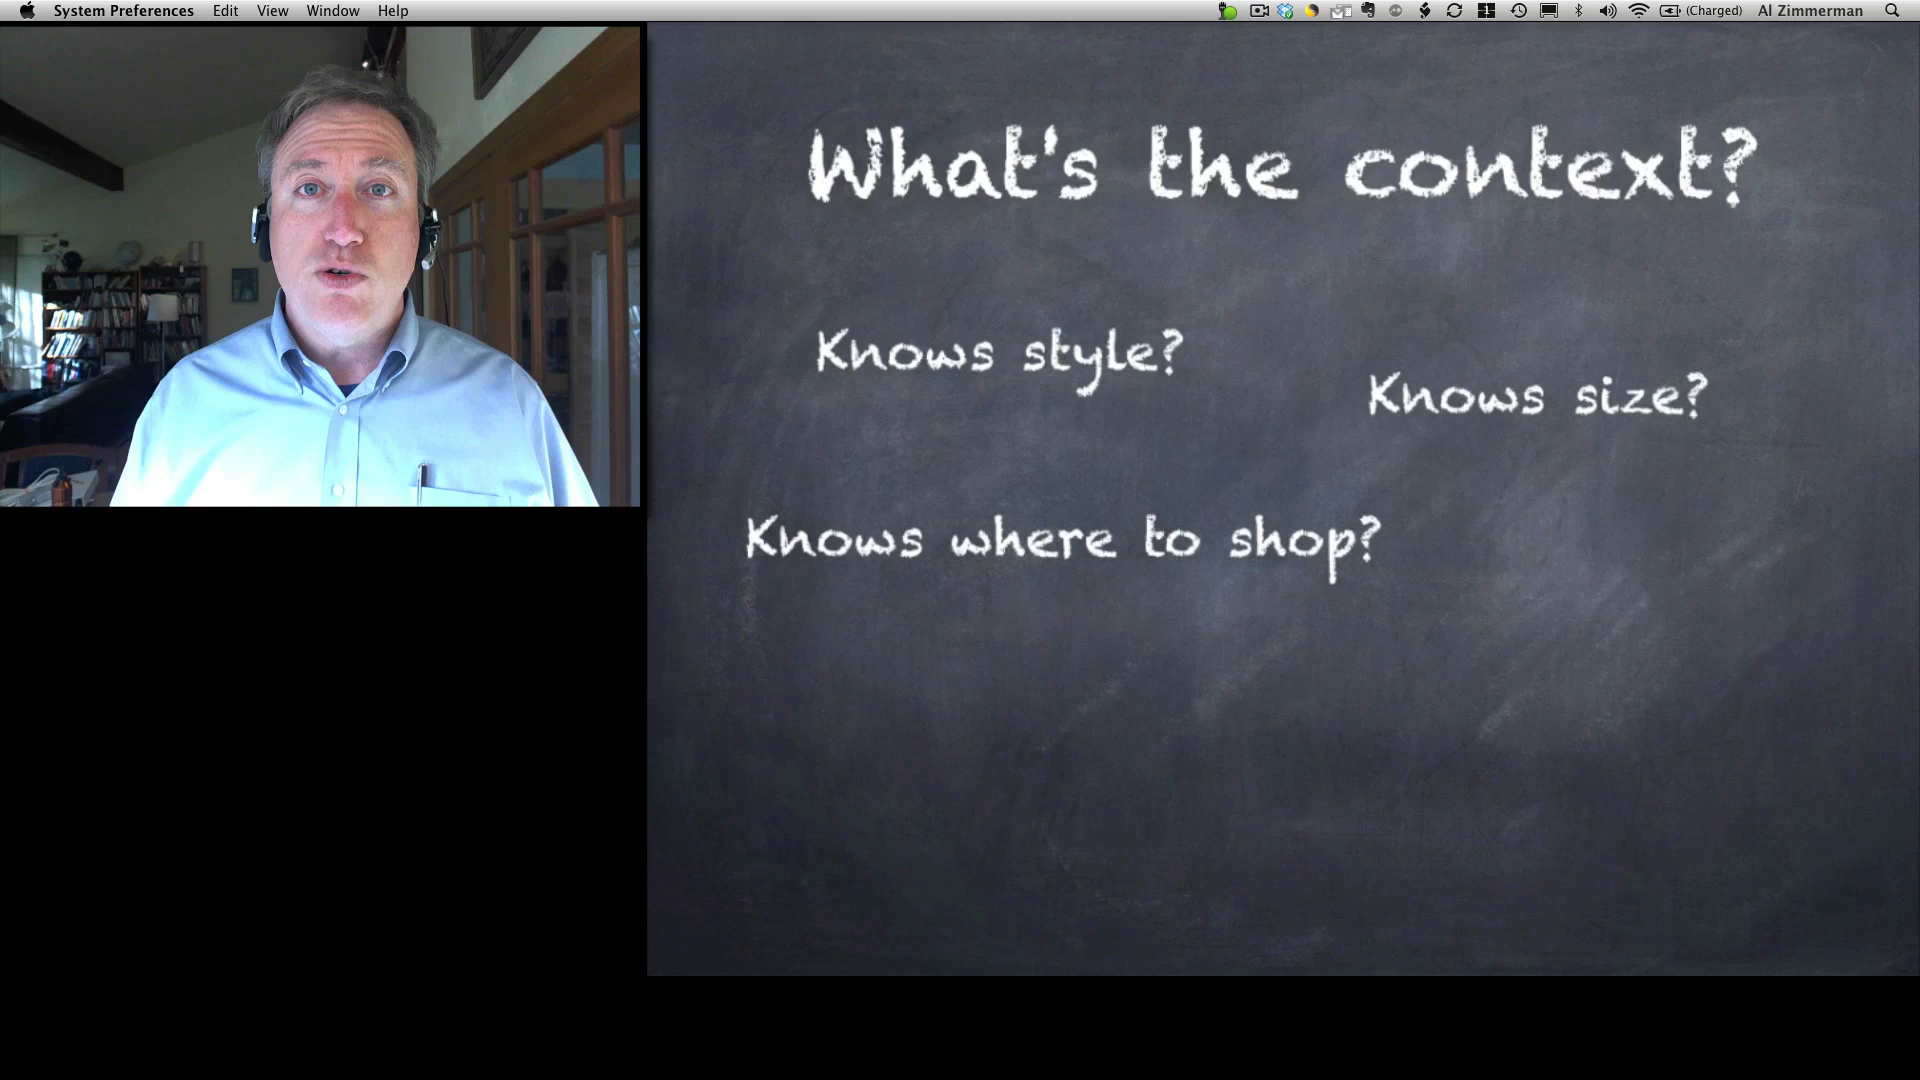 System Preferences Edit View Window Help (Charged) Al Zimmerman
What's the context?
Knows style?
Knows size?
Knows where to shop?